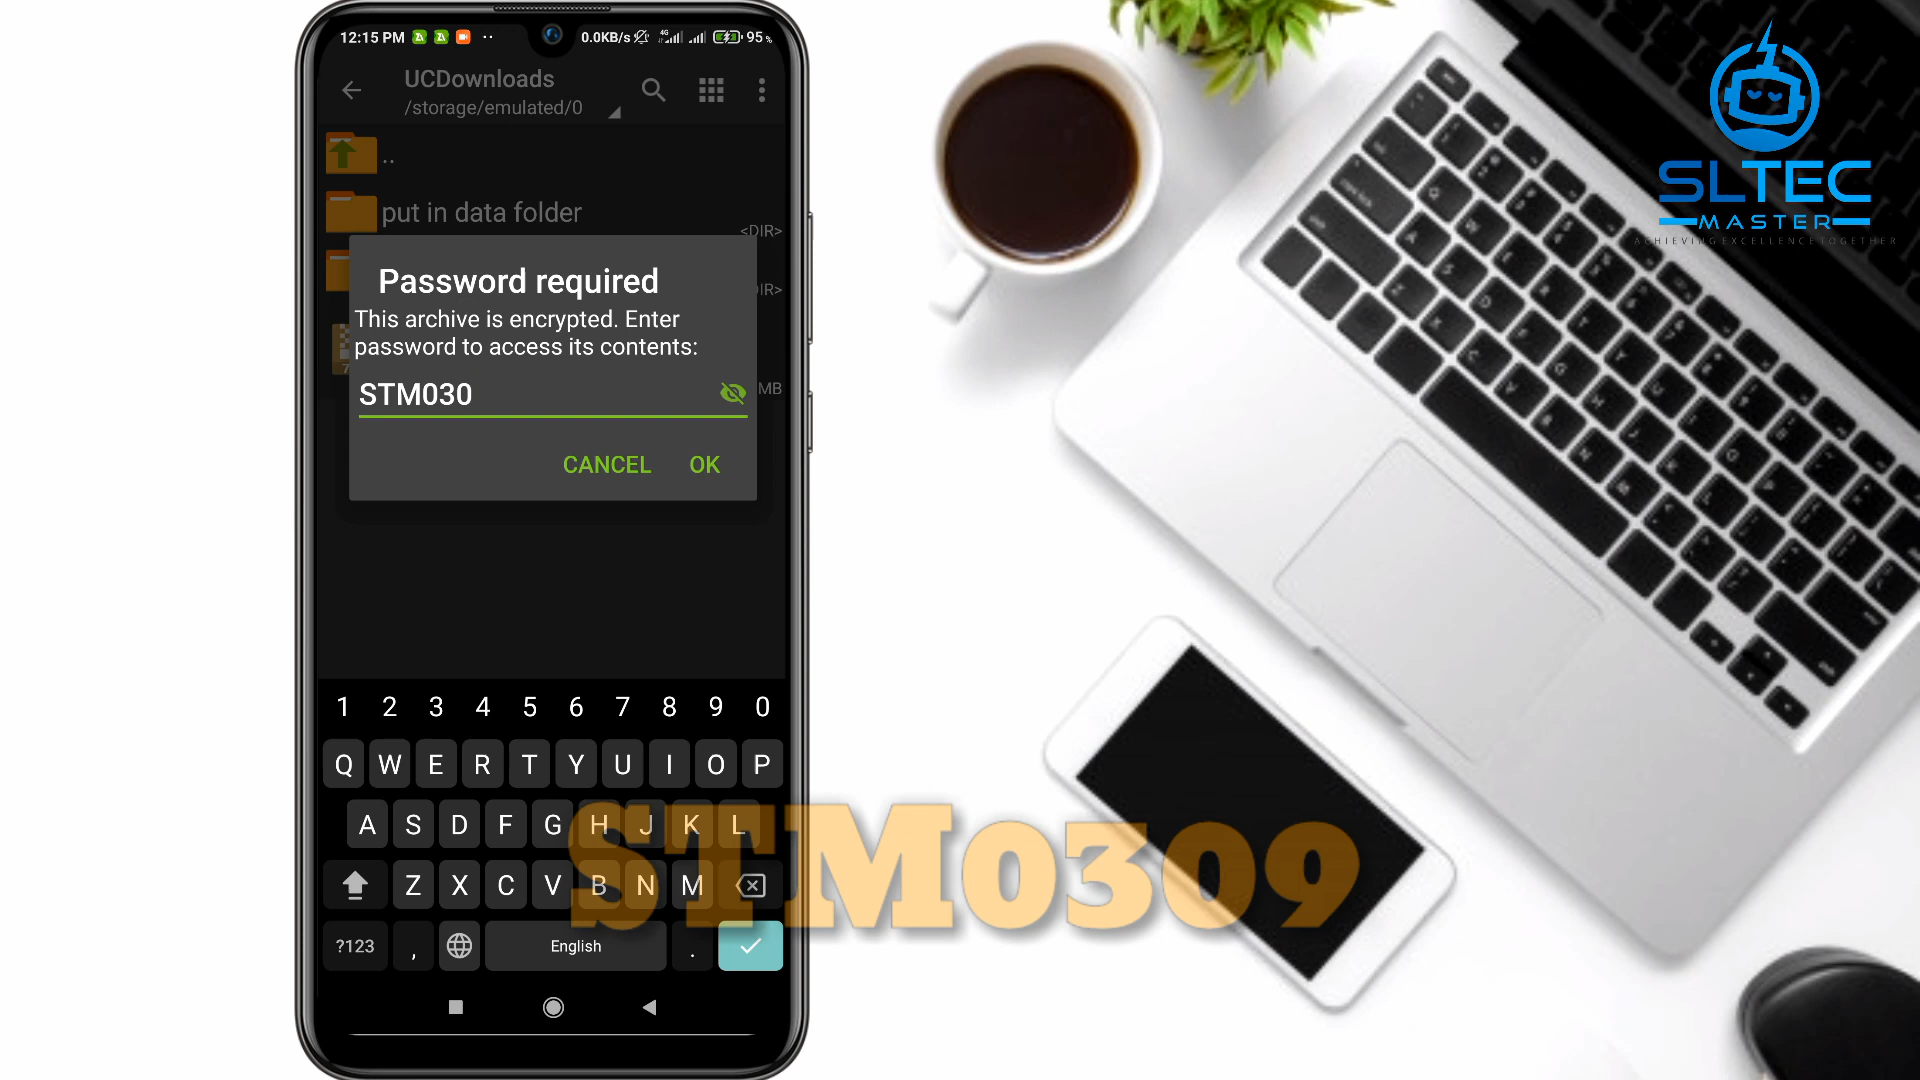 12:15 PM
0.0KB/s
4G
95 %
UCDownloads
/storage/emulated/0
..
put in data folder
<DIR>
DIR>
Password required
This archive is encrypted. Enter
password to access its contents:
STM030
MB
7
CANCEL OK
1 2 3 4 5 6 7 8 9 0
Q W E R T Y U I O P
A S D F G H J K L
Z X C V B N M
?123 , English .
STM0309
SLTEC
MASTER
ACHIEVING EXCELLENCE TOGETHER